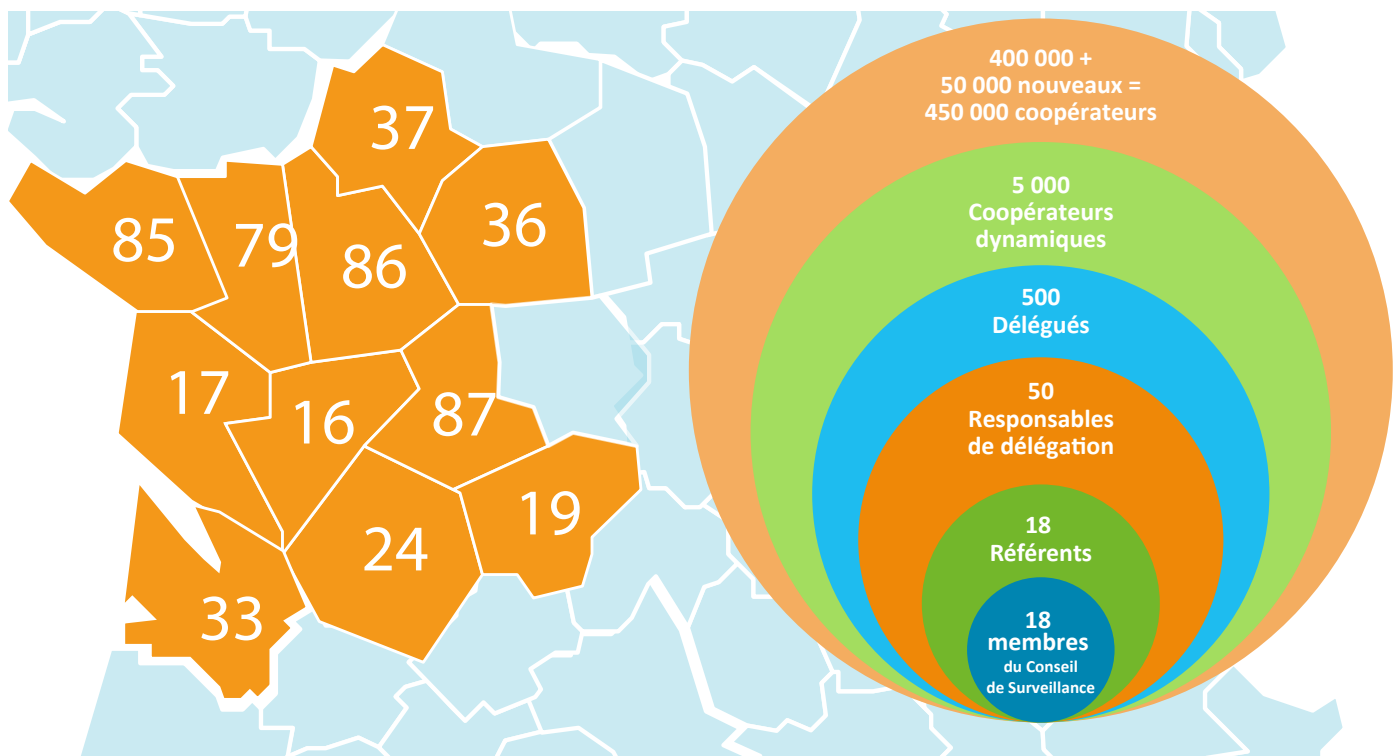 37
85
79
86
36
17
16
87
24
19
33
400 000 +
50 000 nouveaux =
450 000 coopérateurs
5 000
Coopérateurs
dynamiques
500
Délégués
50
Responsables
de délégation
18
Référents
18
membres
du Conseil
de Surveillance